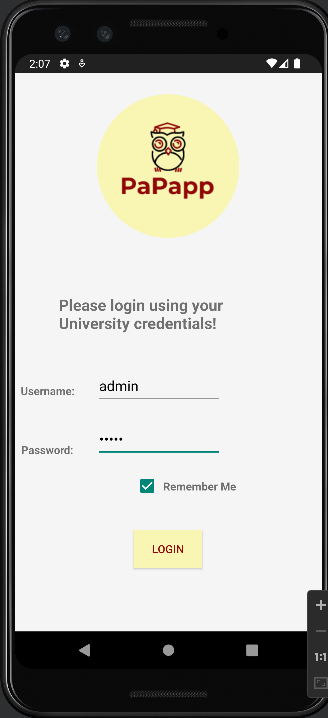 2:07
PaPapp
Please login using your
University credentials!
Username:
admin
Password:
•••••
Remember Me
LOGIN
1:1